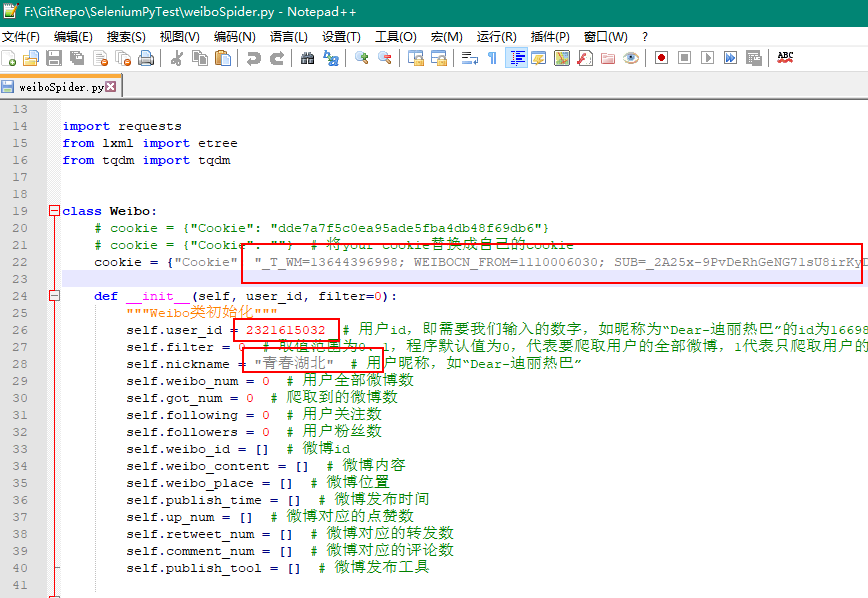 F:\GitRepo\SeleniumPyTest\weiboSpider.py - Notepad++
文件(F) 编辑(E) 搜索(S) 视图(V) 编码(N) 语言(L) 设置(T) 工具(O) 宏(M) 运行(R) 插件(P) 窗口(W) ?
ABC
weiboSpider.py
13
14 import requests
15 from lxml import etree
16 from tqdm import tqdm
17
18
19 class Weibo:
20 # cookie = {"Cookie": "dde7a7f5c0ea95ade5fba4db48f69db6"}
21 # cookie = {"Cookie": ""} # 将your cookie替换成自己的cookie
22 cookie = {"Cookie" "_T_WM=13644396998; WEIBOCN_FROM=1110006030; SUB=_2A25x-9PvDeRhGeNG7lsU8irKyD
23
24 def __init__(self, user_id, filter=0):
25 """Weibo类初始化"""
26 self.user_id = 2321615032 # 用户id，即需要我们输入的数字，如昵称为“Dear-迪丽热巴”的id为16698
27 self.filter = 0 # 取值范围为0、1，程序默认值为0，代表要爬取用户的全部微博，1代表只爬取用户的
28 self.nickname = "青春湖北" # 用户昵称，如“Dear-迪丽热巴”
29 self.weibo_num = 0 # 用户全部微博数
30 self.got_num = 0 # 爬取到的微博数
31 self.following = 0 # 用户关注数
32 self.followers = 0 # 用户粉丝数
33 self.weibo_id = [] # 微博id
34 self.weibo_content = [] # 微博内容
35 self.weibo_place = [] # 微博位置
36 self.publish_time = [] # 微博发布时间
37 self.up_num = [] # 微博对应的点赞数
38 self.retweet_num = [] # 微博对应的转发数
39 self.comment_num = [] # 微博对应的评论数
40 self.publish_tool = [] # 微博发布工具
41